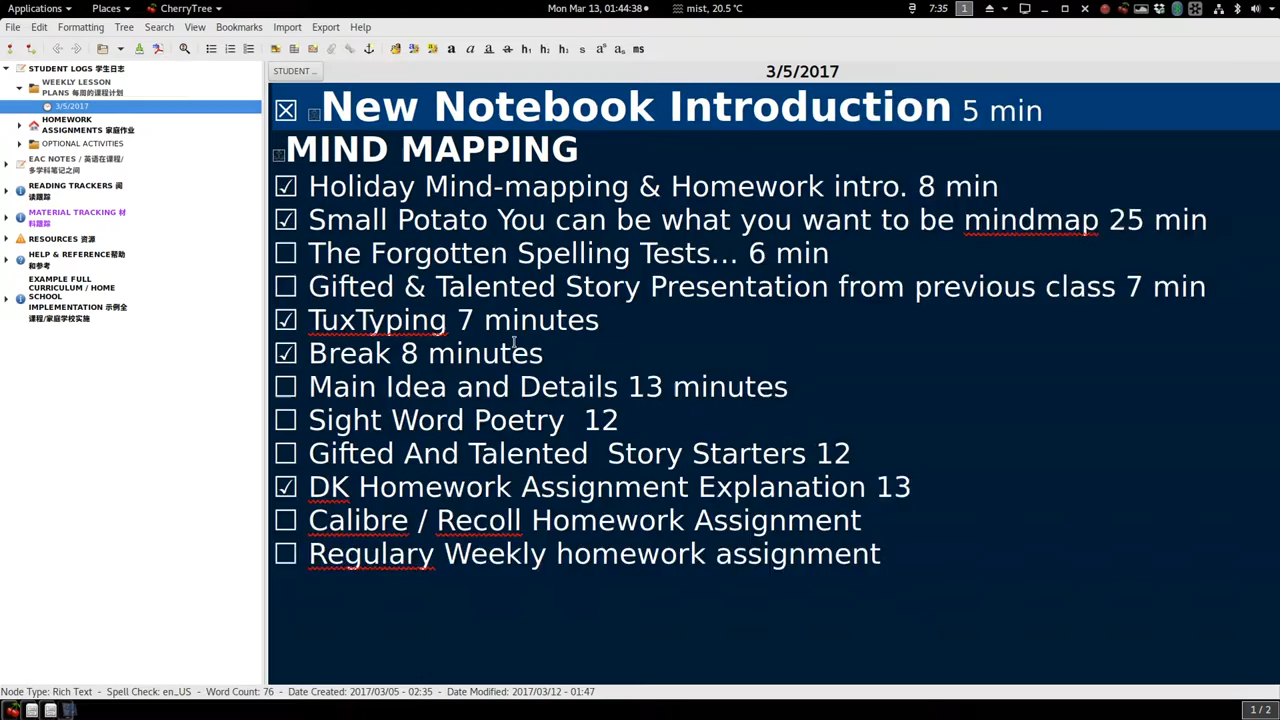 Applications Places CherryTree Mon Mar 13, 01:44:38 mist, 20.5 °C 7:35 1
File Edit Formatting Tree Search View Bookmarks Import Export Help
a a a a h₁ h₂ h₃ s aˢ aₛ ms
STUDENT LOGS 学生日志
WEEKLY LESSON
PLANS 每周的课程计划
3/5/2017
HOMEWORK
ASSIGNMENTS 家庭作业
OPTIONAL ACTIVITIES
EAC NOTES / 英语在课程/
多学科笔记之间
READING TRACKERS 阅
读跟踪
MATERIAL TRACKING 材
料跟踪
RESOURCES 资源
HELP & REFERENCE帮助
和参考
EXAMPLE FULL
CURRICULUM / HOME
SCHOOL
IMPLEMENTATION 示例全
课程/家庭学校实施
STUDENT ...
3/5/2017
☒ New Notebook Introduction 5 min
MIND MAPPING
☑ Holiday Mind-mapping & Homework intro. 8 min
☑ Small Potato You can be what you want to be mindmap 25 min
☐ The Forgotten Spelling Tests... 6 min
☐ Gifted & Talented Story Presentation from previous class 7 min
☑ TuxTyping 7 minutes
☑ Break 8 minutes
☐ Main Idea and Details 13 minutes
☐ Sight Word Poetry 12
☐ Gifted And Talented Story Starters 12
☑ DK Homework Assignment Explanation 13
☐ Calibre / Recoll Homework Assignment
☐ Regulary Weekly homework assignment
Node Type: Rich Text - Spell Check: en_US - Word Count: 76 - Date Created: 2017/03/05 - 02:35 - Date Modified: 2017/03/12 - 01:47
1 / 2